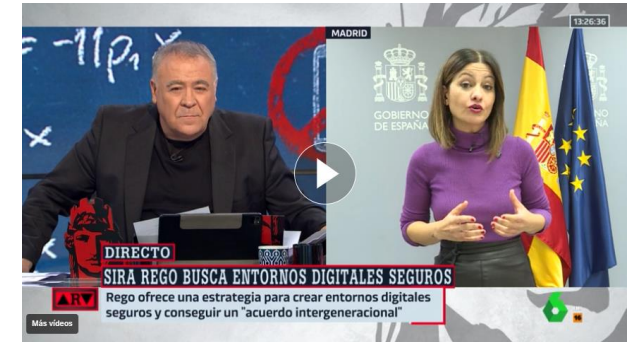 13:26:36
MADRID
GOBIERNO
DE ESPAÑA
DIRECTO
SIRA REGO BUSCA ENTORNOS DIGITALES SEGUROS
ARV
Rego ofrece una estrategia para crear entornos digitales
seguros y conseguir un "acuerdo intergeneracional"
Más vídeos